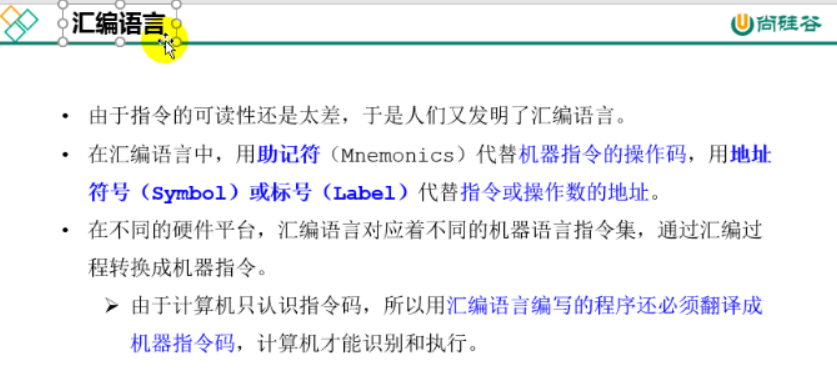 汇编语言
尚硅谷
• 由于指令的可读性还是太差，于是人们又发明了汇编语言。
• 在汇编语言中，用助记符（Mnemonics）代替机器指令的操作码，用地址
符号（Symbol）或标号（Label）代替指令或操作数的地址。
• 在不同的硬件平台，汇编语言对应着不同的机器语言指令集，通过汇编过
程转换成机器指令。
➢ 由于计算机只认识指令码，所以用汇编语言编写的程序还必须翻译成
机器指令码，计算机才能识别和执行。